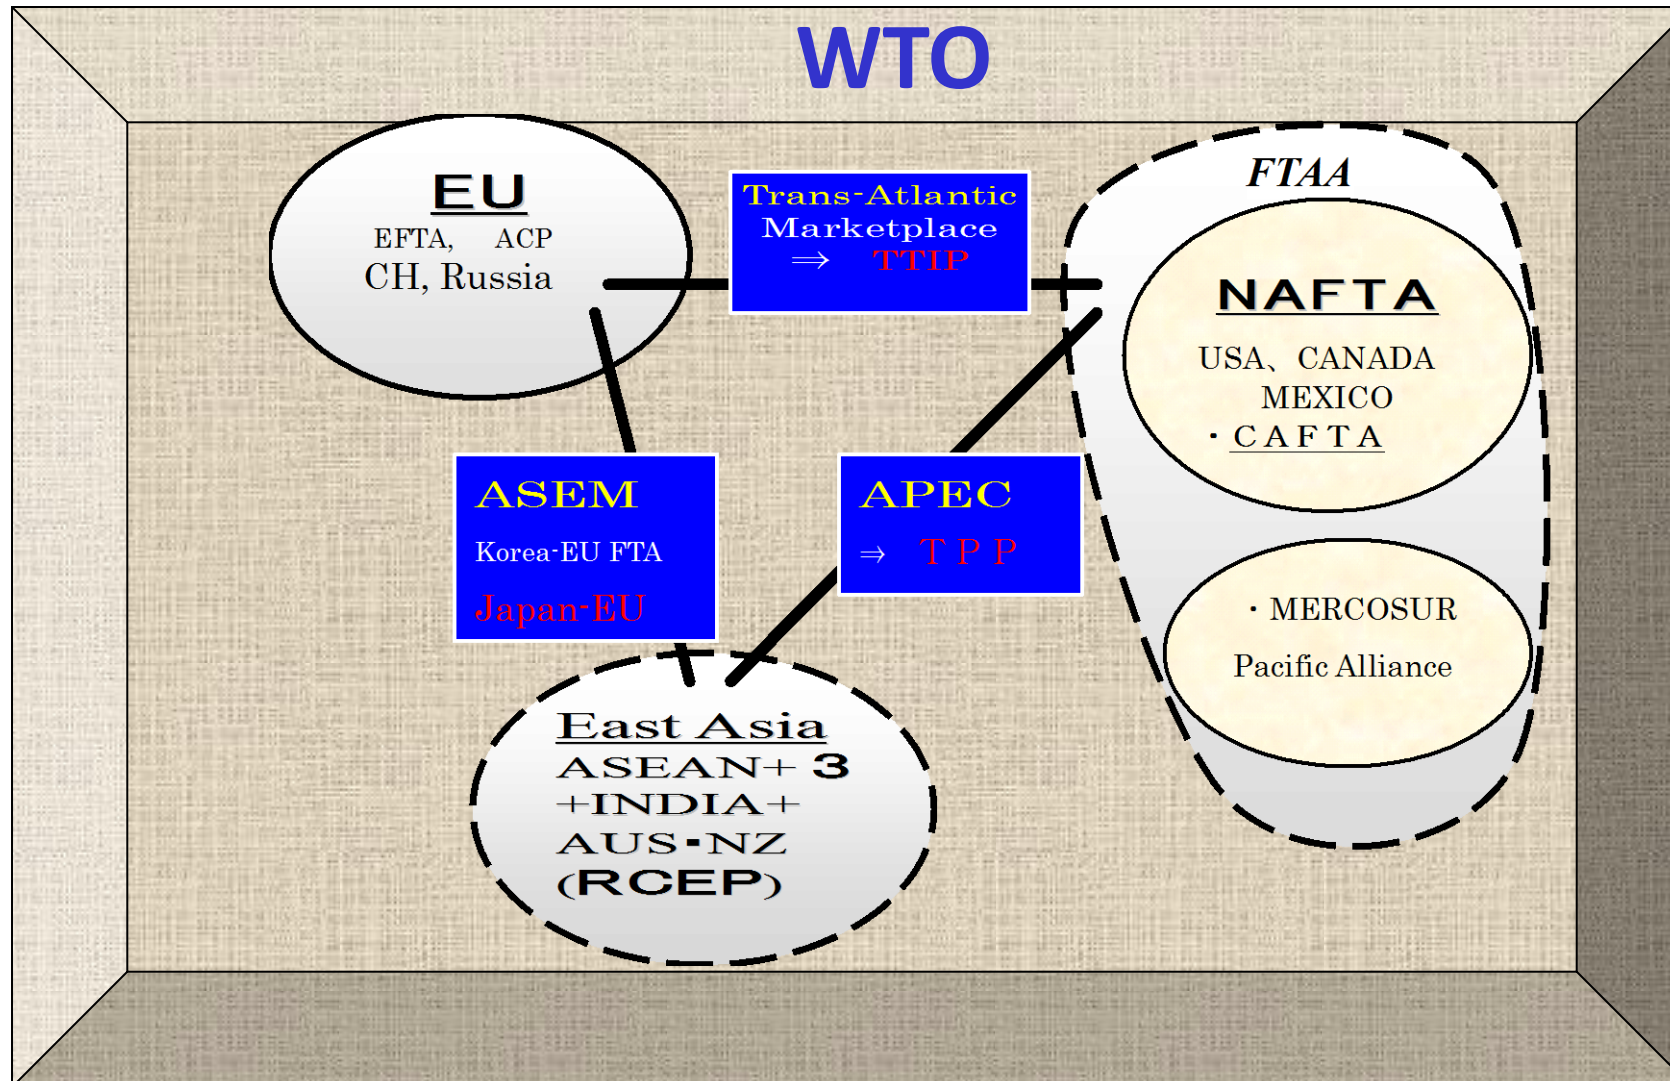 WTO
EU
EFTA, ACP
CH, Russia
Trans-Atlantic
Marketplace
⇒ TTIP
FTAA
NAFTA
USA、CANADA
MEXICO
・CAFTA
ASEM
Korea-EU FTA
Japan-EU
APEC
⇒ TPP
・MERCOSUR
Pacific Alliance
East Asia
ASEAN+3
+INDIA+
AUS・NZ
(RCEP)